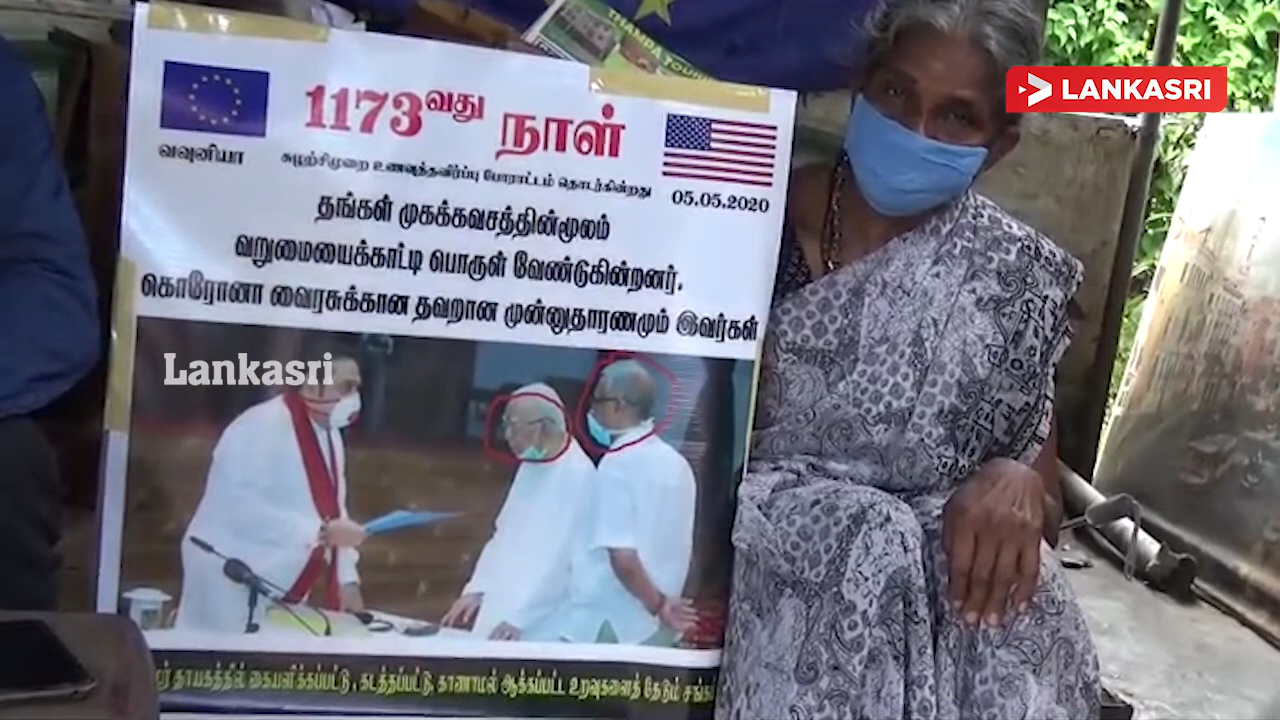 LANKASRI
1173வது நாள்
வவுனியா
சுழற்சிமுறை உணவுத்தவிர்ப்பு போராட்டம் தொடர்கின்றது
05.05.2020
தங்கள் முகக்கவசத்தின்மூலம்
வறுமையைக்காட்டி பொருள் வேண்டுகின்றனர்.
கொரோனா வைரசுக்கான தவறான முன்னுதாரணமும் இவர்கள்
Lankasri
தாயகத்தில் கையளிக்கப்பட்டு, கடத்தப்பட்டு, காணாமல் ஆக்கப்பட்ட உறவுகளைத் தேடும்